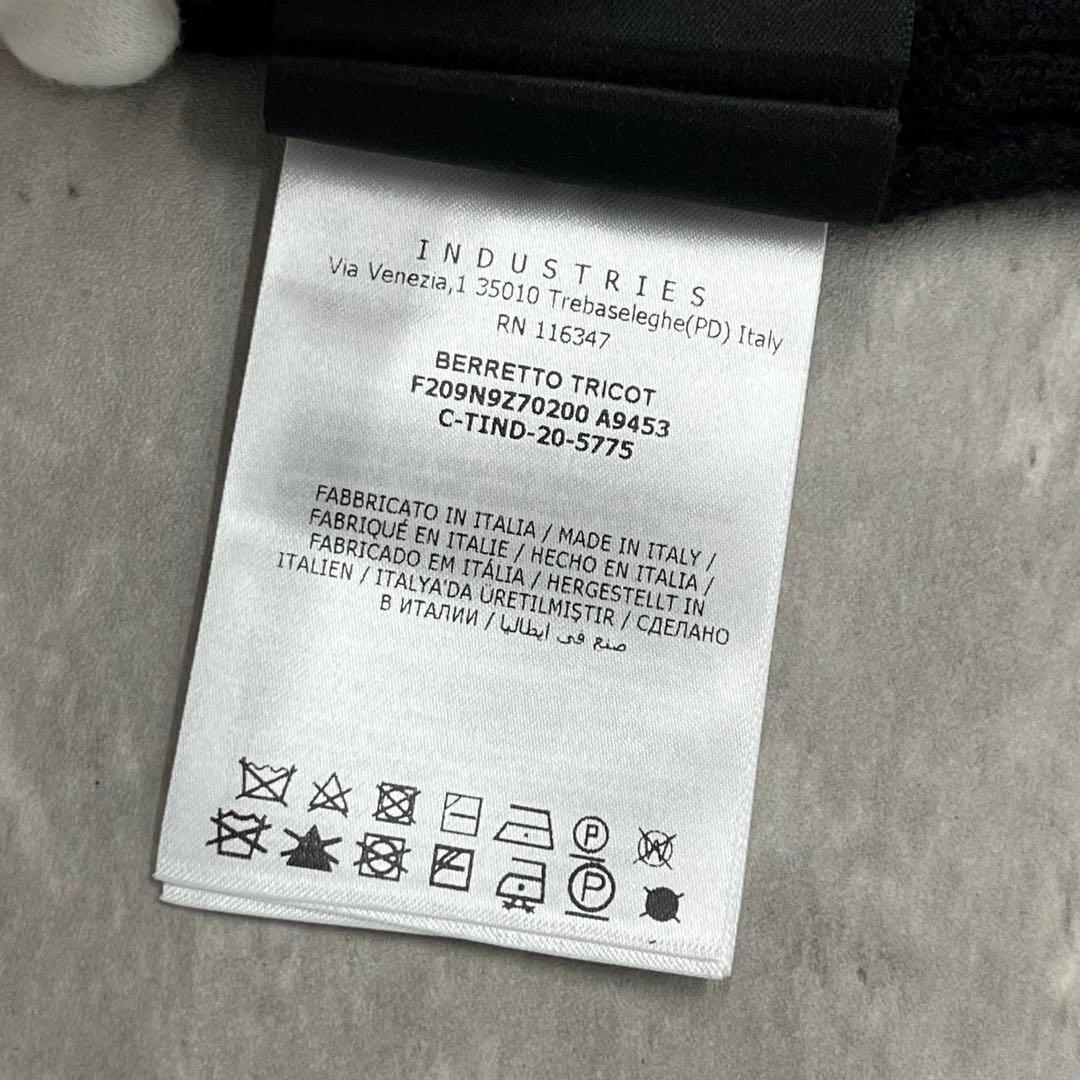 INDUSTRIES
Via Venezia,1 35010 Trebaseleghe(PD) Italy
RN 116347
BERRETTO TRICOT
F209N9Z70200 A9453
C-TIND-20-5775
FABBRICATO IN ITALIA / MADE IN ITALY /
FABRIQUÉ EN ITALIE / HECHO EN ITALIA /
FABRICADO EM ITÁLIA / HERGESTELLT IN
ITALIEN / ITALYA'DA ÜRETILMIŞTIR / СДЕЛАНО
В ИТАЛИИ / صنع في ايطاليا
P W
P